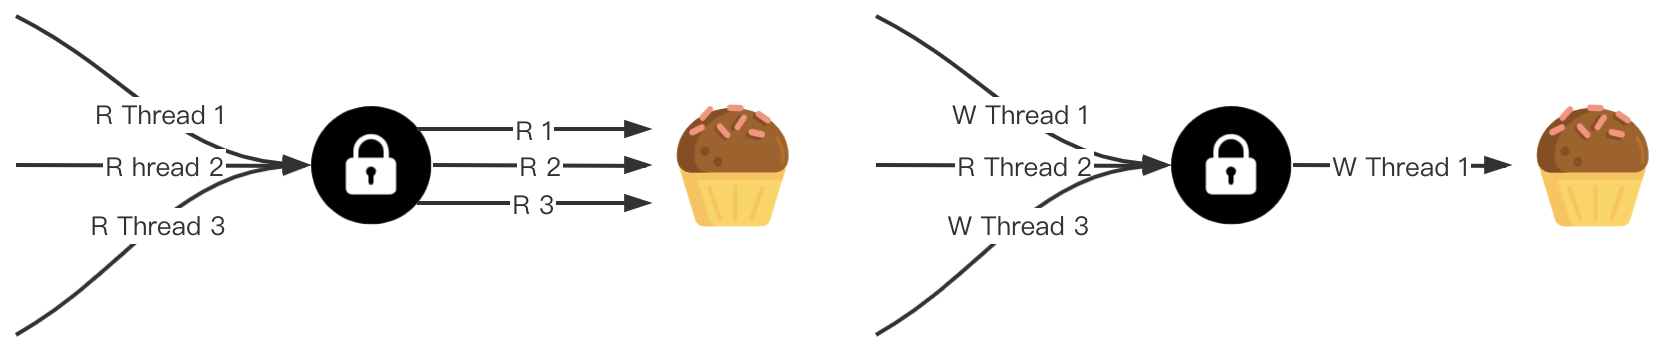 R Thread 1
R hread 2
R Thread 3
R 1
R 2
R 3
W Thread 1
R Thread 2
W Thread 3
W Thread 1